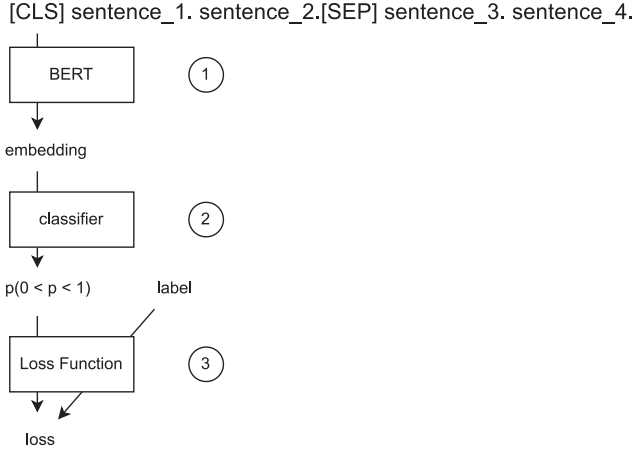 [CLS] sentence_1. sentence_2.[SEP] sentence_3. sentence_4.
BERT
1
embedding
classifier
2
p(0 < p < 1)
label
Loss Function
3
loss